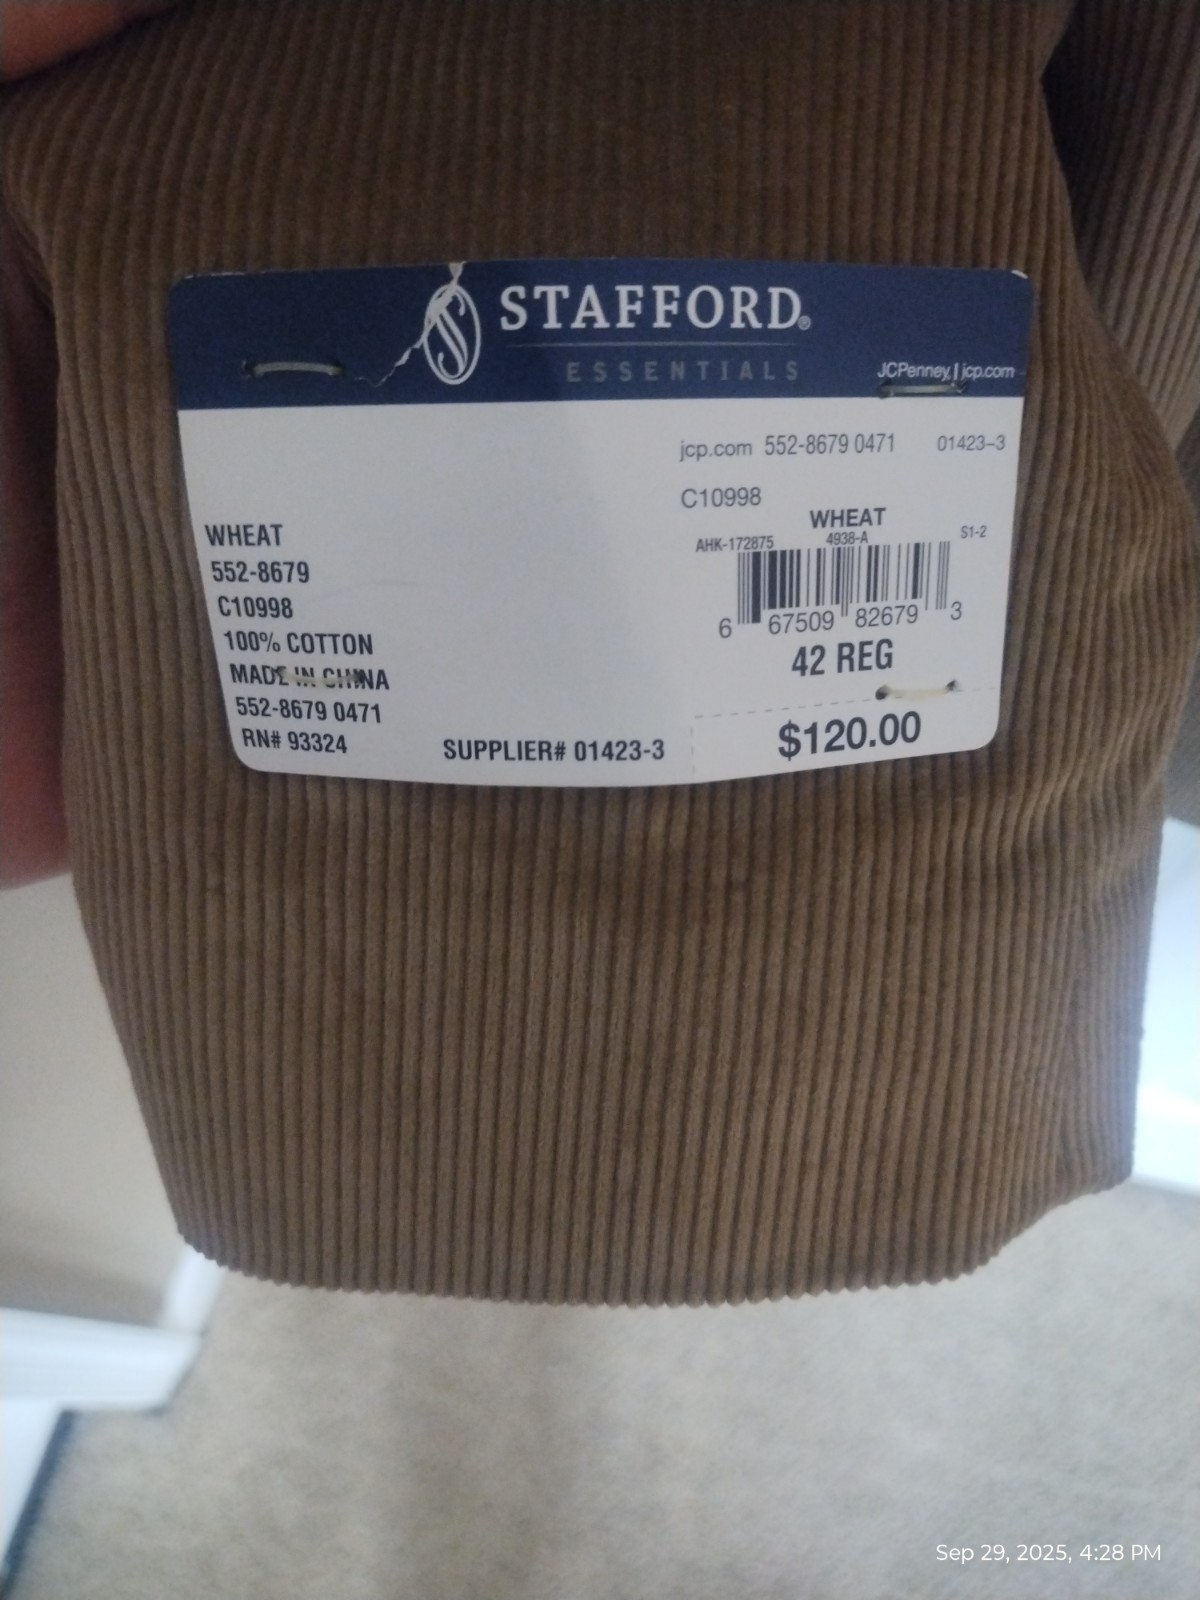 STAFFORD®
ESSENTIALS
JCPenney | jcp.com
jcp.com 552-8679 0471 01423-3
C10998
WHEAT
AHK-172875 4938-A S1-2
6 67509 82679 3
42 REG
$120.00
WHEAT
552-8679
C10998
100% COTTON
MADE IN CHINA
552-8679 0471
RN# 93324
SUPPLIER# 01423-3
Sep 29, 2025, 4:28 PM